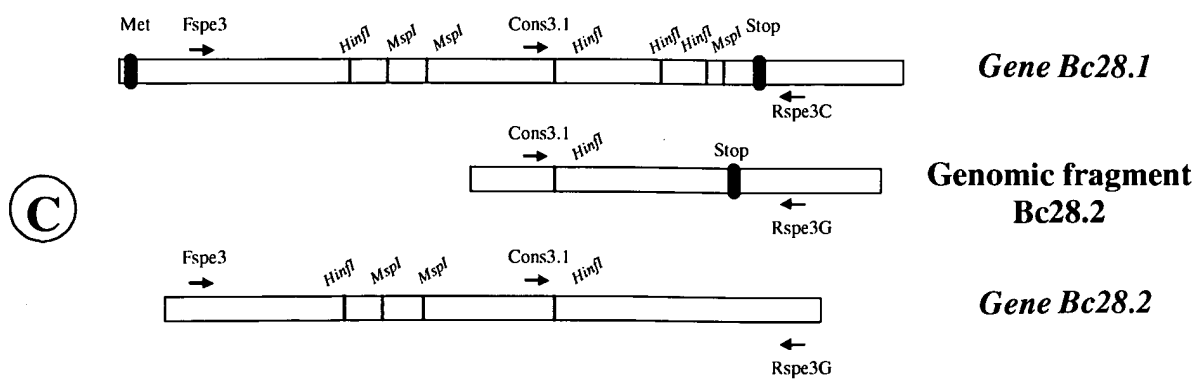 Met Fspe3 HinfI MspI MspI Cons3.1 HinfI HinfI HinfI MspI Stop
Gene Bc28.1
Rspe3C
Cons3.1 HinfI Stop
Genomic fragment
Bc28.2
C
Rspe3G
Fspe3 HinfI MspI MspI Cons3.1 HinfI
Gene Bc28.2
Rspe3G